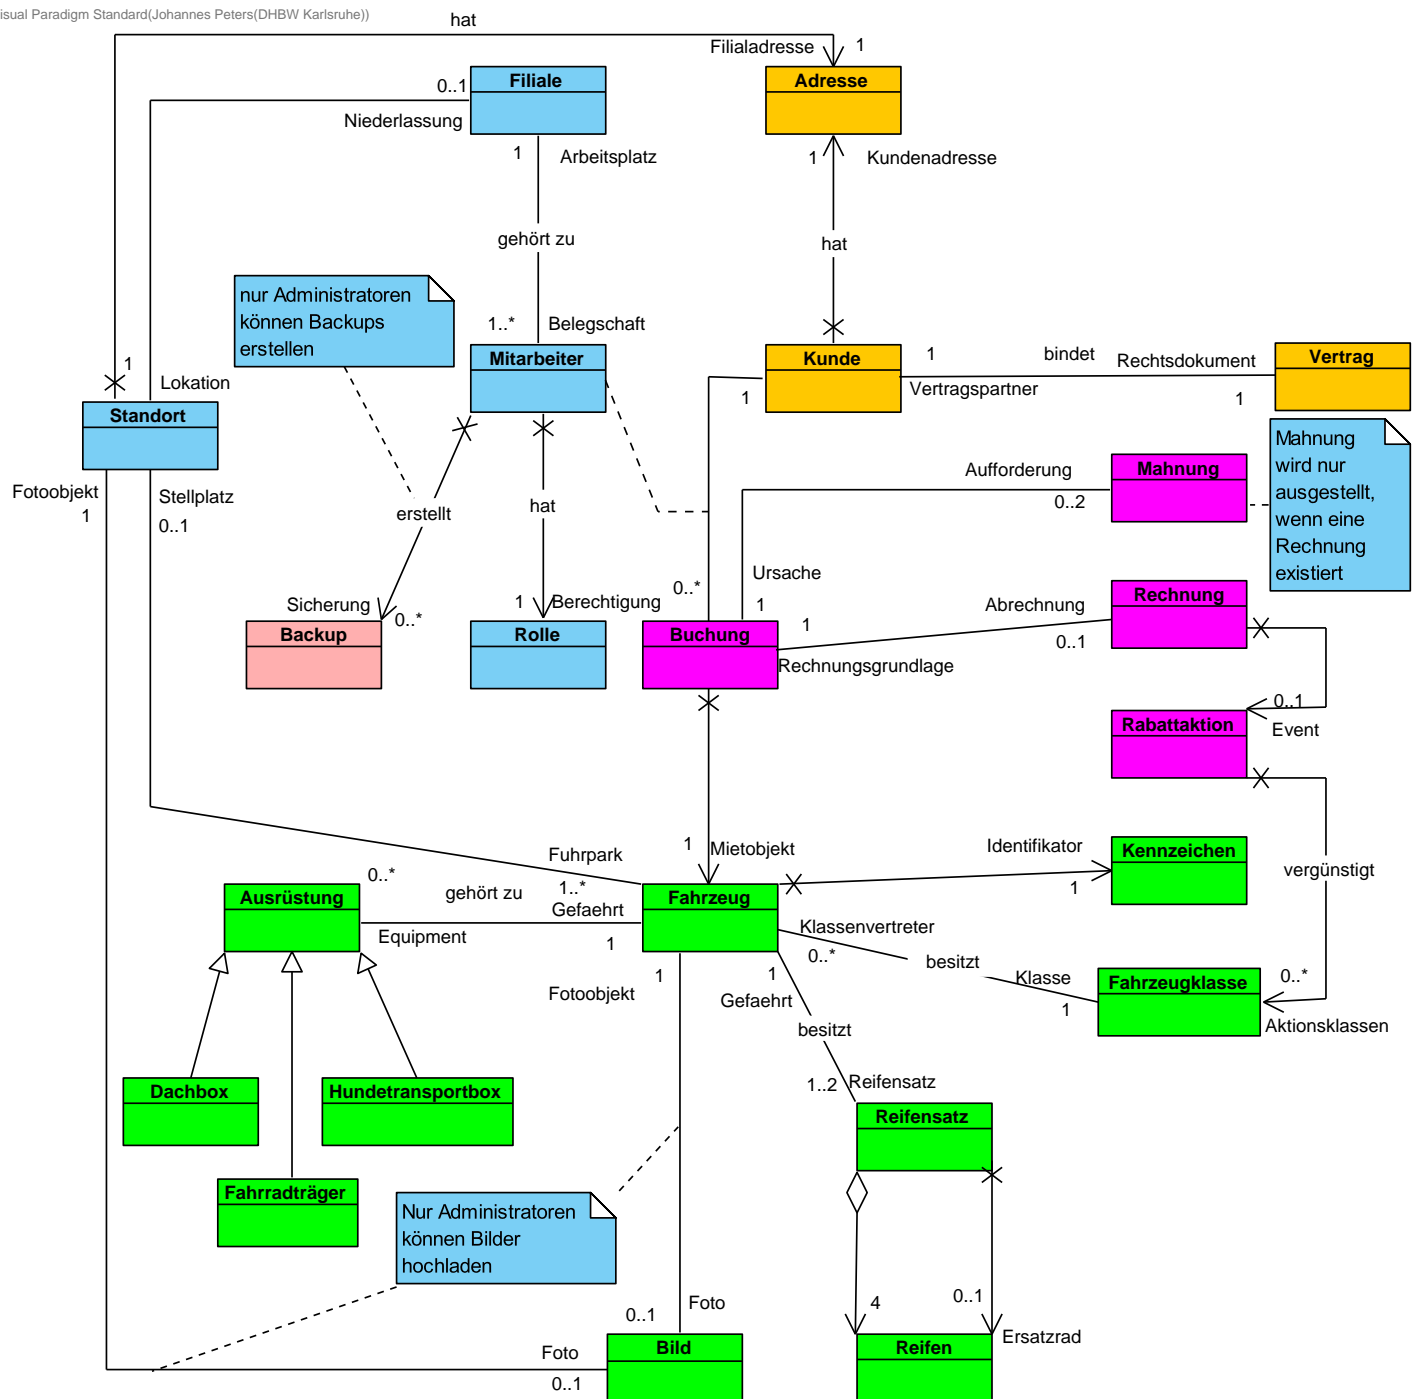 isual Paradigm Standard(Johannes Peters(DHBW Karlsruhe))
hat
Filialadresse
1
Filiale
Adresse
0..1
Niederlassung
1
Arbeitsplatz
1
Kundenadresse
gehört zu
hat
nur Administratoren
können Backups
erstellen
1..*
Belegschaft
Mitarbeiter
Kunde
1
bindet
Rechtsdokument
Vertrag
1
Lokation
1
Vertragspartner
1
Standort
Mahnung
wird nur
ausgestellt,
wenn eine
Rechnung
existiert
Aufforderung
0..2
Mahnung
Fotoobjekt
1
Stellplatz
0..1
erstellt
hat
Ursache
1
0..*
Sicherung
0..*
1
Berechtigung
Backup
Rolle
Buchung
1
Rechnungsgrundlage
Abrechnung
0..1
Rechnung
0..1
Event
Rabattaktion
1
Mietobjekt
Identifikator
1
Kennzeichen
vergünstigt
Fuhrpark
1..*
0..*
gehört zu
Ausrüstung
Equipment
Gefaehrt
1
Fahrzeug
Klassenvertreter
0..*
besitzt
Klasse
1
Fahrzeugklasse
0..*
Aktionsklassen
Fotoobjekt
1
1
Gefaehrt
besitzt
1..2
Reifensatz
Dachbox
Hundetransportbox
Reifensatz
Fahrradträger
Nur Administratoren
können Bilder
hochladen
4
0..1
Ersatzrad
0..1
Foto
Foto
0..1
Bild
Reifen